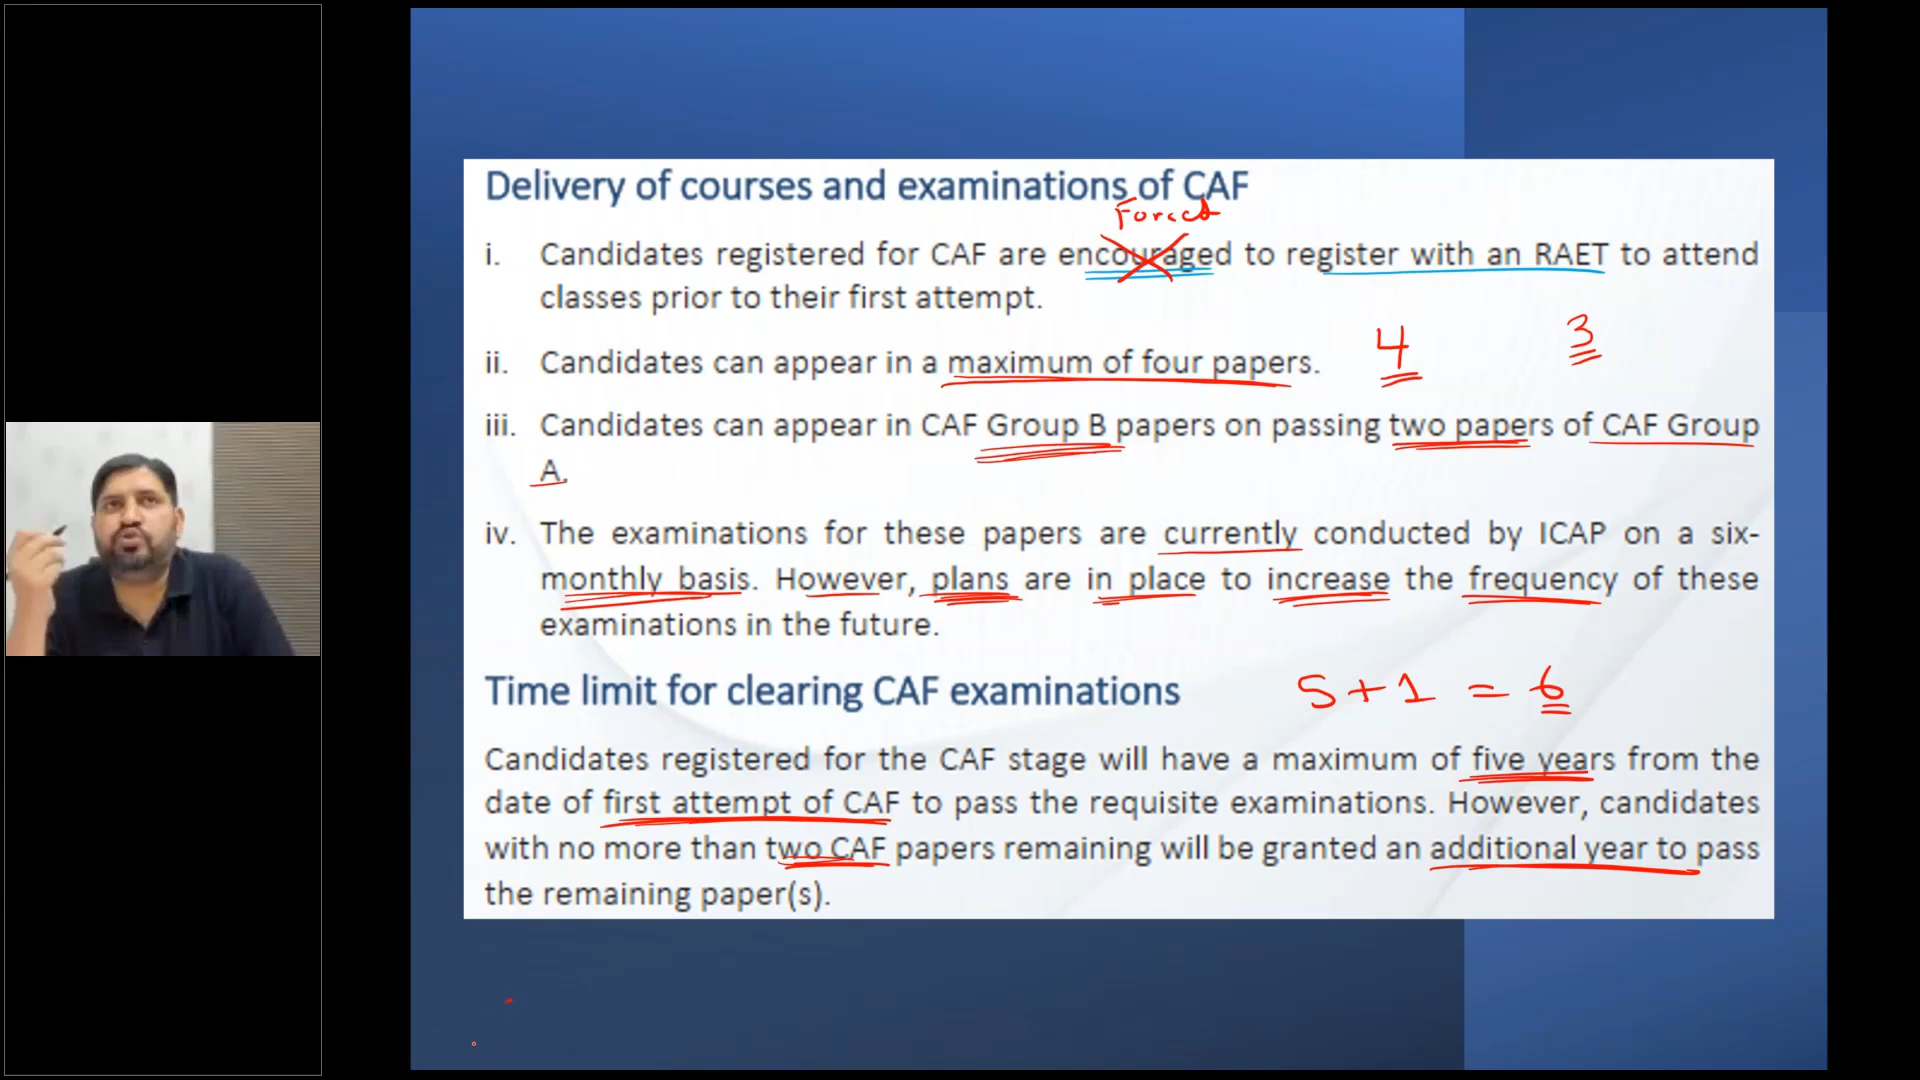 Delivery of courses and examinations of CAF
Forced
i. Candidates registered for CAF are encouraged to register with an RAET to attend
classes prior to their first attempt.
ii. Candidates can appear in a maximum of four papers. 4 3
iii. Candidates can appear in CAF Group B papers on passing two papers of CAF Group
A.
iv. The examinations for these papers are currently conducted by ICAP on a six-
monthly basis. However, plans are in place to increase the frequency of these
examinations in the future.
Time limit for clearing CAF examinations 5 + 1 = 6
Candidates registered for the CAF stage will have a maximum of five years from the
date of first attempt of CAF to pass the requisite examinations. However, candidates
with no more than two CAF papers remaining will be granted an additional year to pass
the remaining paper(s).